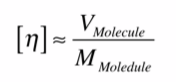 [η] ≈ V_Molecule / M_Moledule